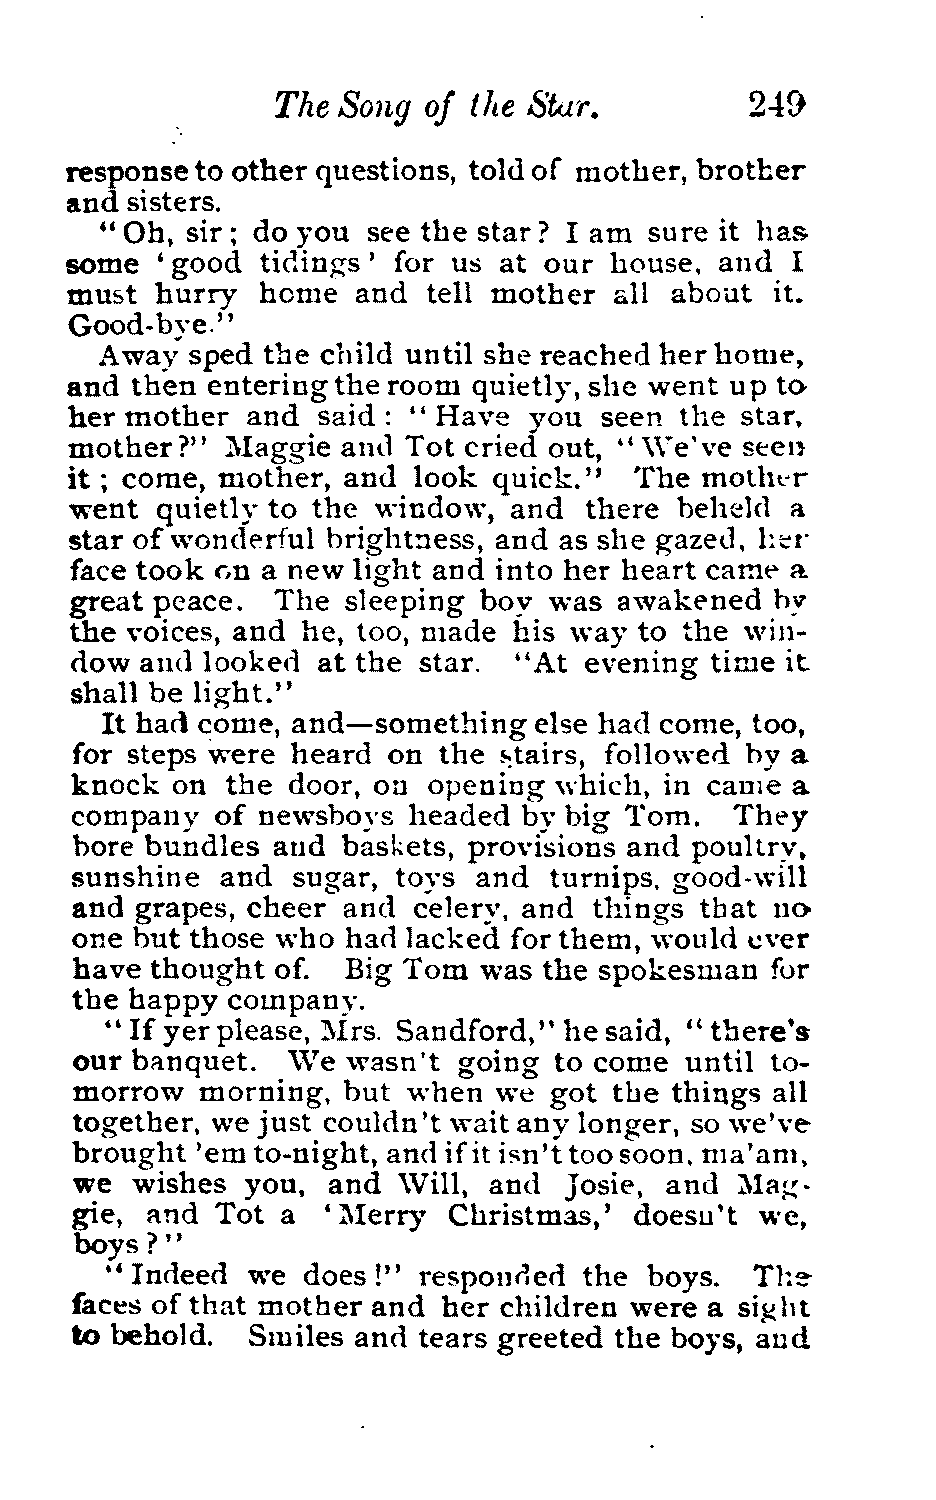 The Song of the Star. 249
response to other questions, told of mother, brother
and sisters.
"Oh, sir; do you see the star? I am sure it has
some 'good tidings' for us at our house, and I
must hurry home and tell mother all about it.
Good-bye."
Away sped the child until she reached her home,
and then entering the room quietly, she went up to
her mother and said: "Have you seen the star,
mother?" Maggie and Tot cried out, "We've seen
it; come, mother, and look quick." The mother
went quietly to the window, and there beheld a
star of wonderful brightness, and as she gazed, her
face took on a new light and into her heart came a
great peace. The sleeping boy was awakened by
the voices, and he, too, made his way to the win-
dow and looked at the star. "At evening time it
shall be light."
It had come, and—something else had come, too,
for steps were heard on the stairs, followed by a
knock on the door, on opening which, in came a
company of newsboys headed by big Tom. They
bore bundles and baskets, provisions and poultry,
sunshine and sugar, toys and turnips, good-will
and grapes, cheer and celery, and things that no
one but those who had lacked for them, would ever
have thought of. Big Tom was the spokesman for
the happy company.
"If yer please, Mrs. Sandford," he said, "there's
our banquet. We wasn't going to come until to-
morrow morning, but when we got the things all
together, we just couldn't wait any longer, so we've
brought 'em to-night, and if it isn't too soon, ma'am,
we wishes you, and Will, and Josie, and Mag-
gie, and Tot a 'Merry Christmas,' doesn't we,
boys?"
"Indeed we does!" responded the boys. The
faces of that mother and her children were a sight
to behold. Smiles and tears greeted the boys, and